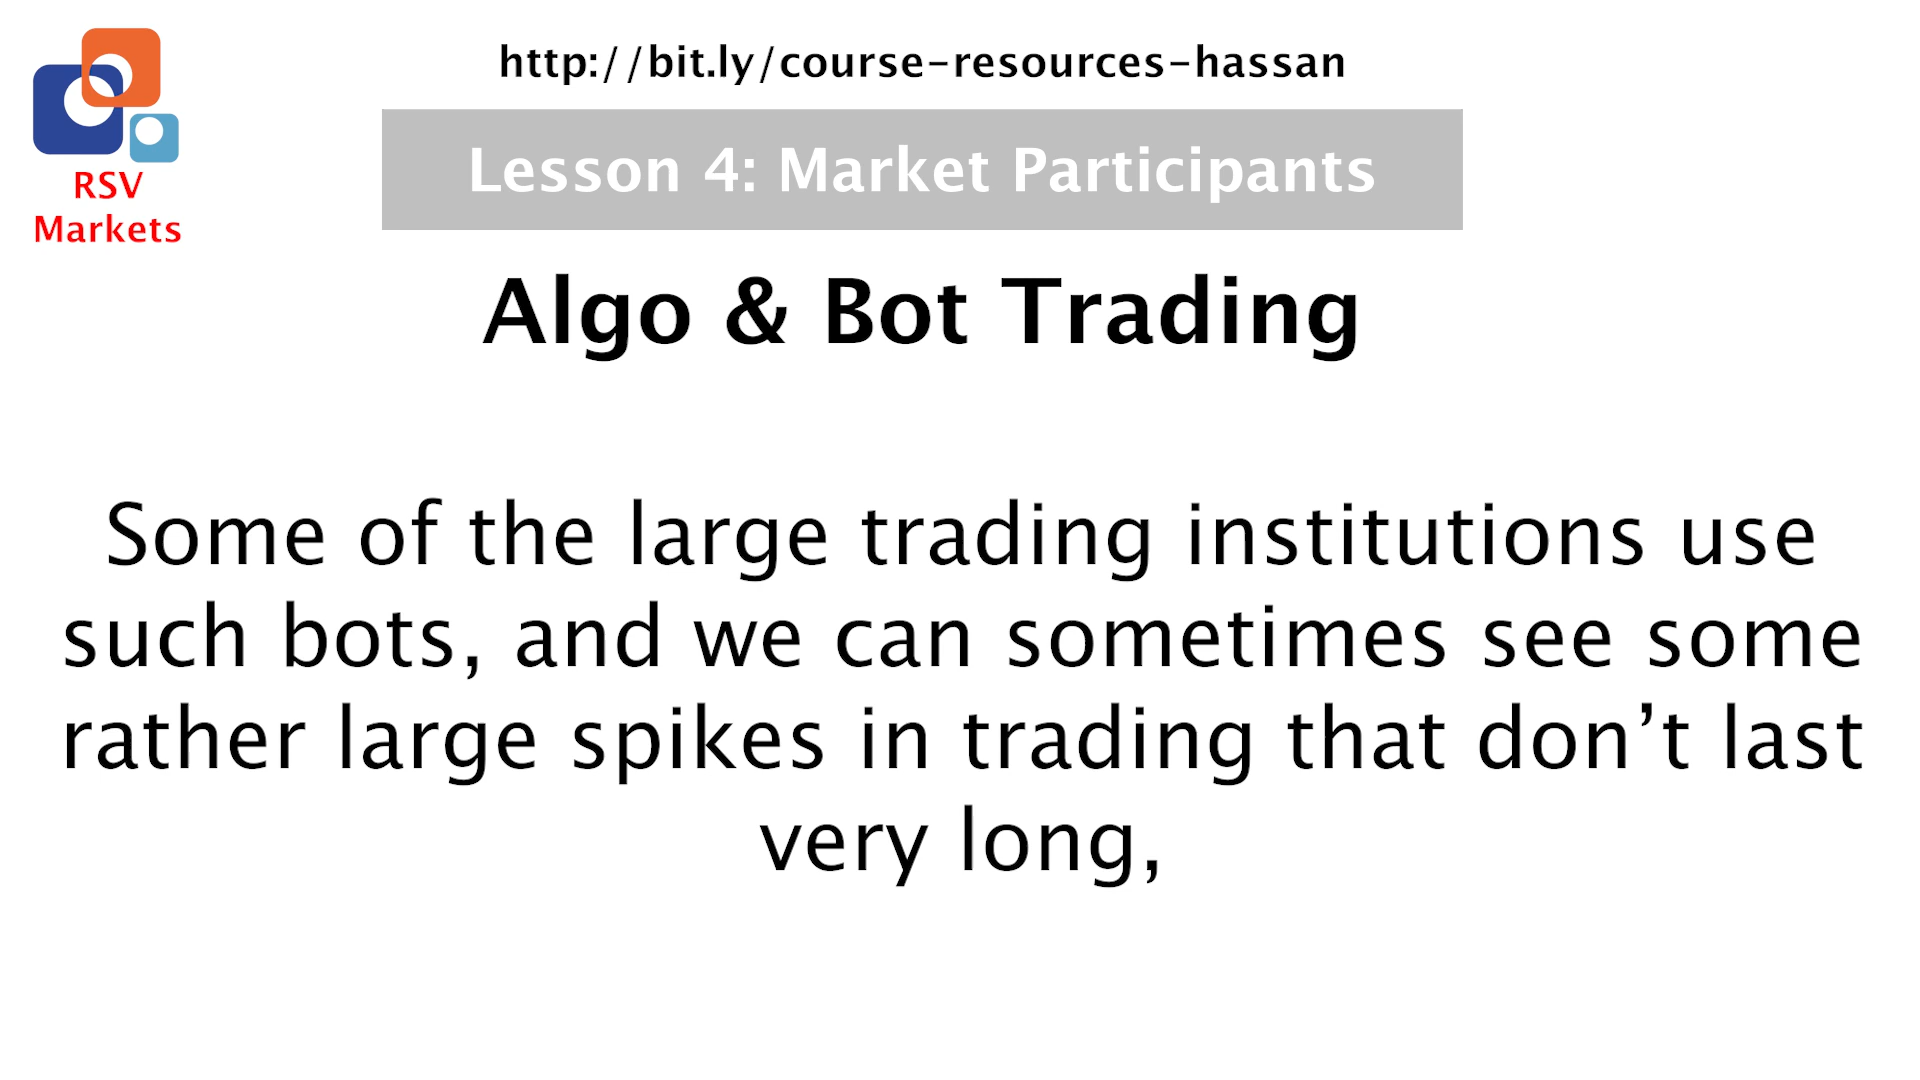 http://bit.ly/course-resources-hassan
RSV
Markets
Lesson 4: Market Participants
Algo & Bot Trading
Some of the large trading institutions use
such bots, and we can sometimes see some
rather large spikes in trading that don’t last
very long,